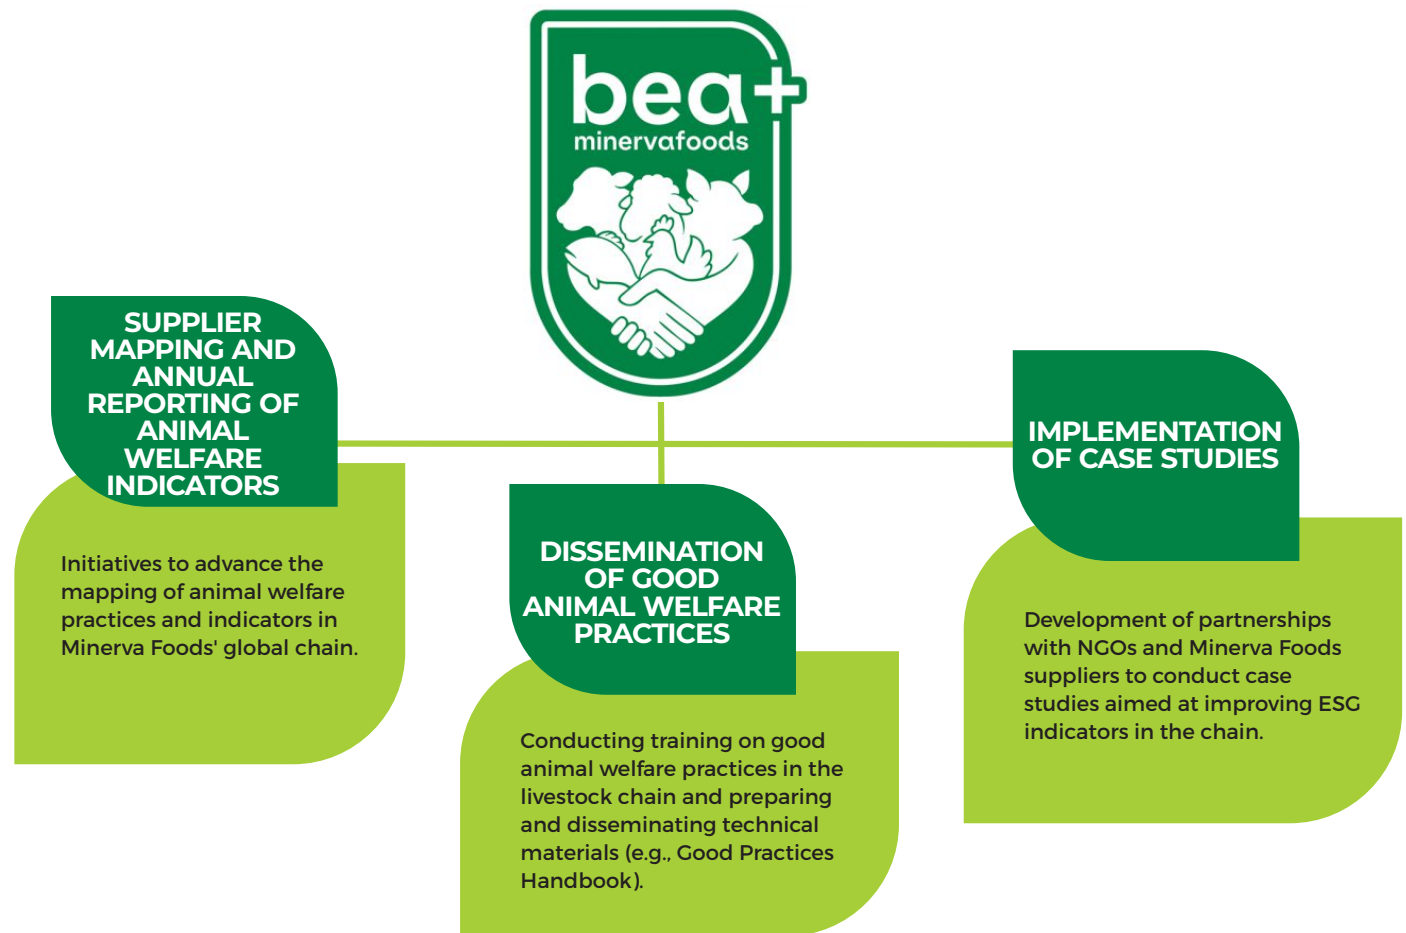 bea+
minervafoods
SUPPLIER
MAPPING AND
ANNUAL
REPORTING OF
ANIMAL
WELFARE
INDICATORS
Initiatives to advance the
mapping of animal welfare
practices and indicators in
Minerva Foods' global chain.
DISSEMINATION
OF GOOD
ANIMAL WELFARE
PRACTICES
Conducting training on good
animal welfare practices in the
livestock chain and preparing
and disseminating technical
materials (e.g., Good Practices
Handbook).
IMPLEMENTATION
OF CASE STUDIES
Development of partnerships
with NGOs and Minerva Foods
suppliers to conduct case
studies aimed at improving ESG
indicators in the chain.